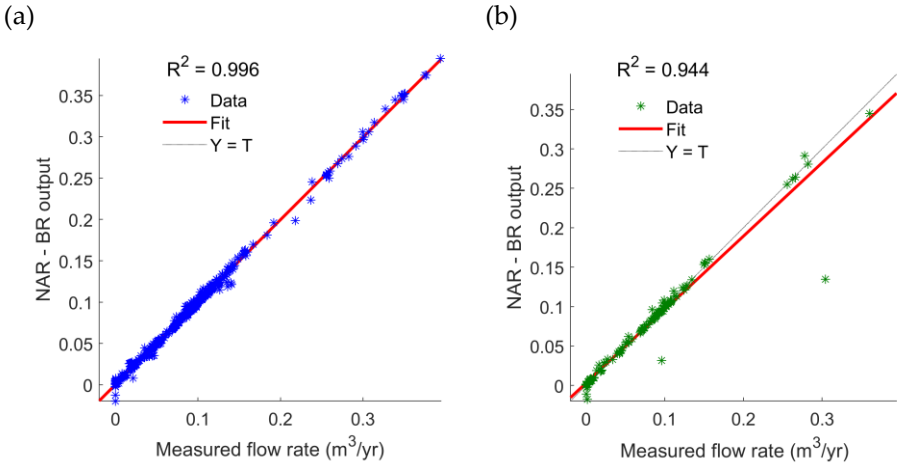 (a)
R² = 0.996
Data
Fit
Y = T
0.35
0.3
0.25
0.2
0.15
0.1
0.05
0
NAR - BR output
0 0.1 0.2 0.3
Measured flow rate (m³/yr)
(b)
R² = 0.944
Data
Fit
Y = T
0.35
0.3
0.25
0.2
0.15
0.1
0.05
0
NAR - BR output
0 0.1 0.2 0.3
Measured flow rate (m³/yr)